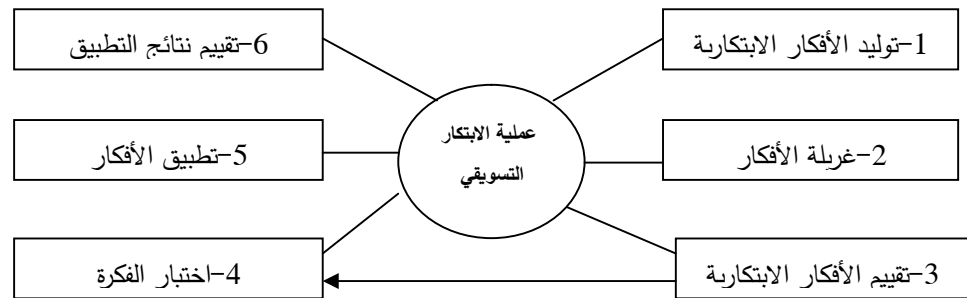 1-توليد الأفكار الابتكارية
6-تقييم نتائج التطبيق
عملية الابتكار
التسويقي
2-غربلة الأفكار
5-تطبيق الأفكار
3-تقييم الأفكار الابتكارية
4-اختبار الفكرة